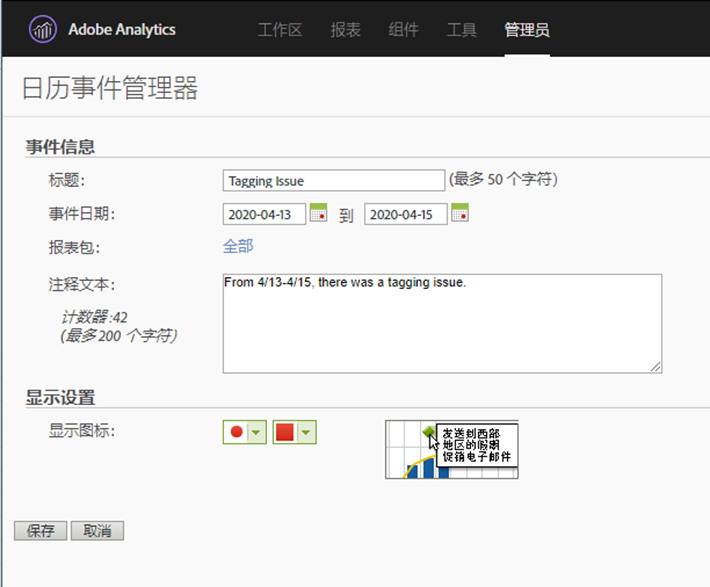 Adobe Analytics 工作区 报表 组件 工具 管理员
日历事件管理器
事件信息
标题: Tagging Issue (最多 50 个字符)
事件日期: 2020-04-13 到 2020-04-15
报表包: 全部
注释文本: From 4/13-4/15, there was a tagging issue.
计数器:42
(最多200 个字符)
显示设置
显示图标:
发送到西部
地区的假期
促销电子邮件
保存 取消